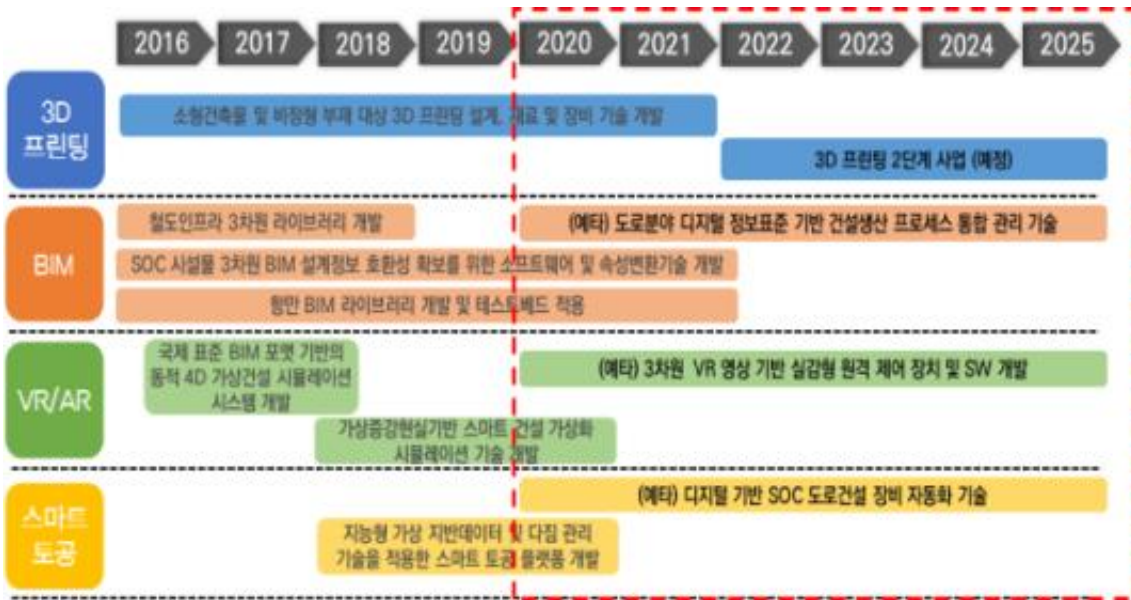 2016 2017 2018 2019 2020 2021 2022 2023 2024 2025
3D
프린팅
소형건축물 및 비정형 부재 대상 3D 프린팅 설계, 재료 및 장비 기술 개발
3D 프린팅 2단계 사업 (예정)
BIM
철도인프라 3차원 라이브러리 개발
(예타) 도로분야 디지털 정보표준 기반 건설생산 프로세스 통합 관리 기술
SOC 시설물 3차원 BIM 설계정보 호환성 확보를 위한 소프트웨어 및 속성변환기술 개발
항만 BIM 라이브러리 개발 및 테스트베드 적용
VR/AR
국제 표준 BIM 포맷 기반의
동적 4D 가상건설 시뮬레이션
시스템 개발
(예타) 3차원 VR 영상 기반 실감형 원격 제어 장치 및 SW 개발
가상증강현실기반 스마트 건설 가상화
시뮬레이션 기술 개발
스마트
토공
(예타) 디지털 기반 SOC 도로건설 장비 자동화 기술
지능형 가상 지반데이터 및 다짐 관리
기술을 적용한 스마트 토공 플랫폼 개발